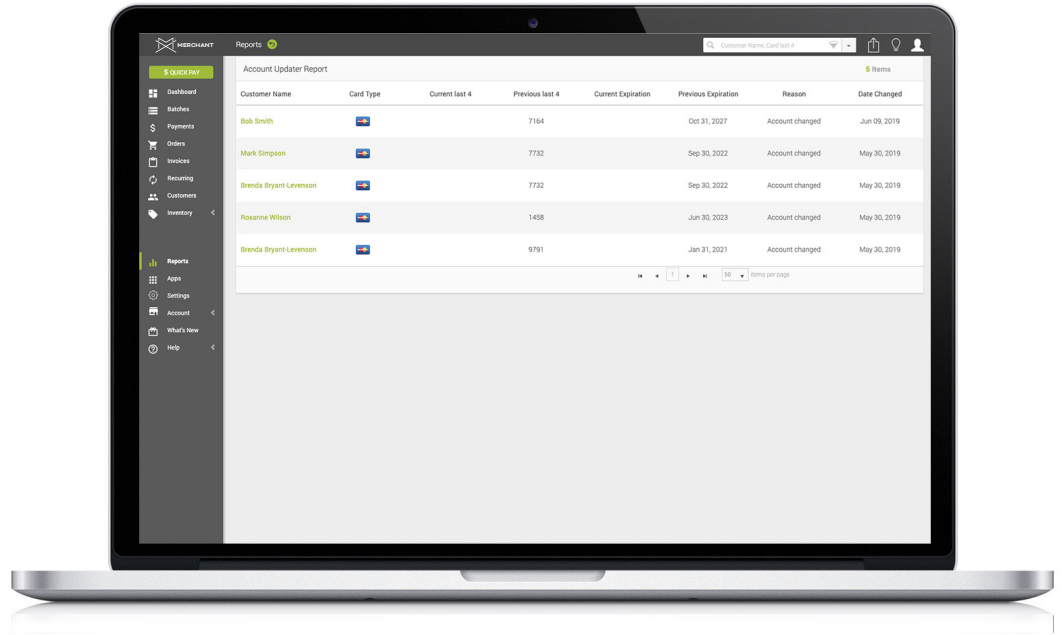 MERCHANT
Reports
Customer Name, Card last 4
$ QUICK PAY
Dashboard
Batches
Payments
Orders
Invoices
Recurring
Customers
Inventory
Reports
Apps
Settings
Account
What's New
Help
Account Updater Report 5 Items
Customer Name Card Type Current last 4 Previous last 4 Current Expiration Previous Expiration Reason Date Changed
Bob Smith 7164 Oct 31, 2027 Account changed Jun 09, 2019
Mark Simpson 7732 Sep 30, 2022 Account changed May 30, 2019
Brenda Bryant-Levenson 7732 Sep 30, 2022 Account changed May 30, 2019
Roxanne Wilson 1458 Jun 30, 2023 Account changed May 30, 2019
Brenda Bryant-Levenson 9791 Jan 31, 2021 Account changed May 30, 2019
1 50 items per page